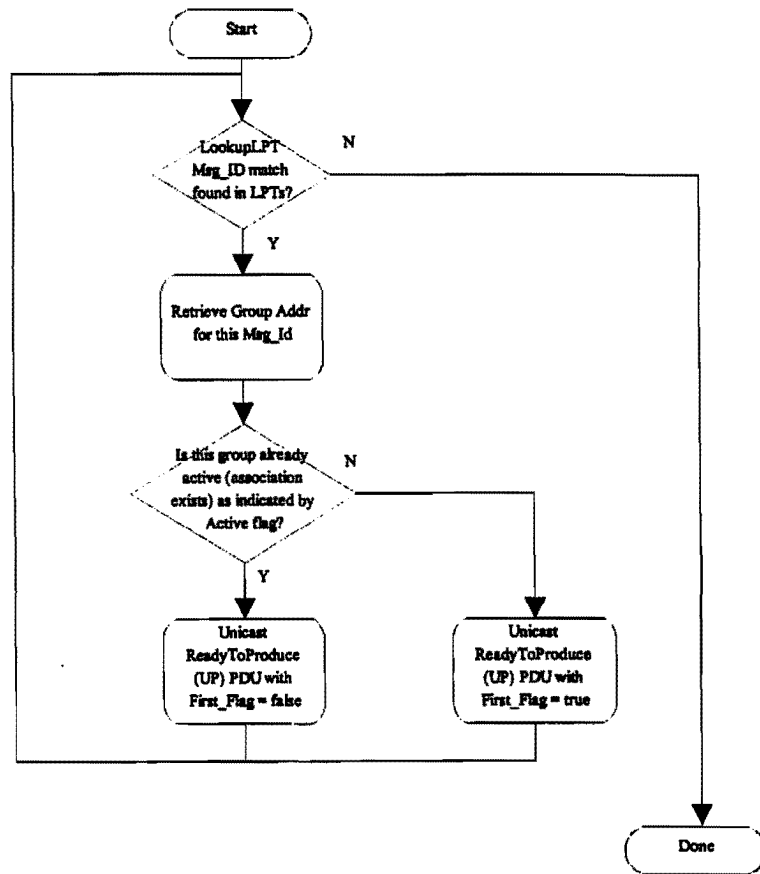 Start
LookupLPT
Msg_ID match
found in LPTs?
N
Y
Retrieve Group Addr
for this Msg_Id
Is this group already
active (association
exists) as indicated by
Active flag?
N
Y
Unicast
ReadyToProduce
(UP) PDU with
First_Flag = false
Unicast
ReadyToProduce
(UP) PDU with
First_Flag = true
Done